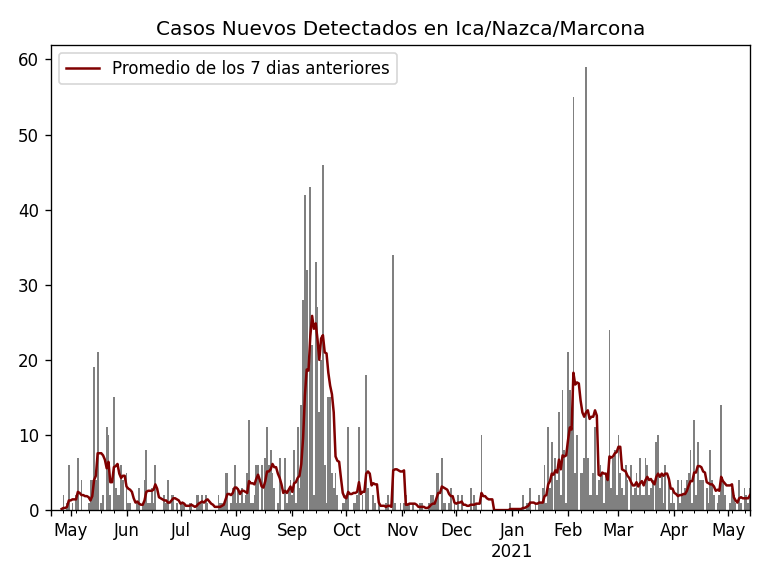 Casos Nuevos Detectados en Ica/Nazca/Marcona
Promedio de los 7 dias anteriores
60
50
40
30
20
10
0
May Jun Jul Aug Sep Oct Nov Dec Jan Feb Mar Apr May
2021